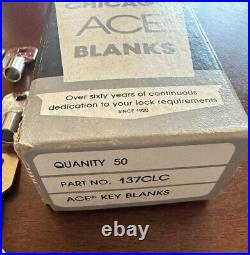 CHICAGO
ACE
BLANKS
Over sixty years of continuous
dedication to your lock requirements
SINCE 1920
QUANITY 50
PART NO. 137CLC
ACE® KEY BLANKS